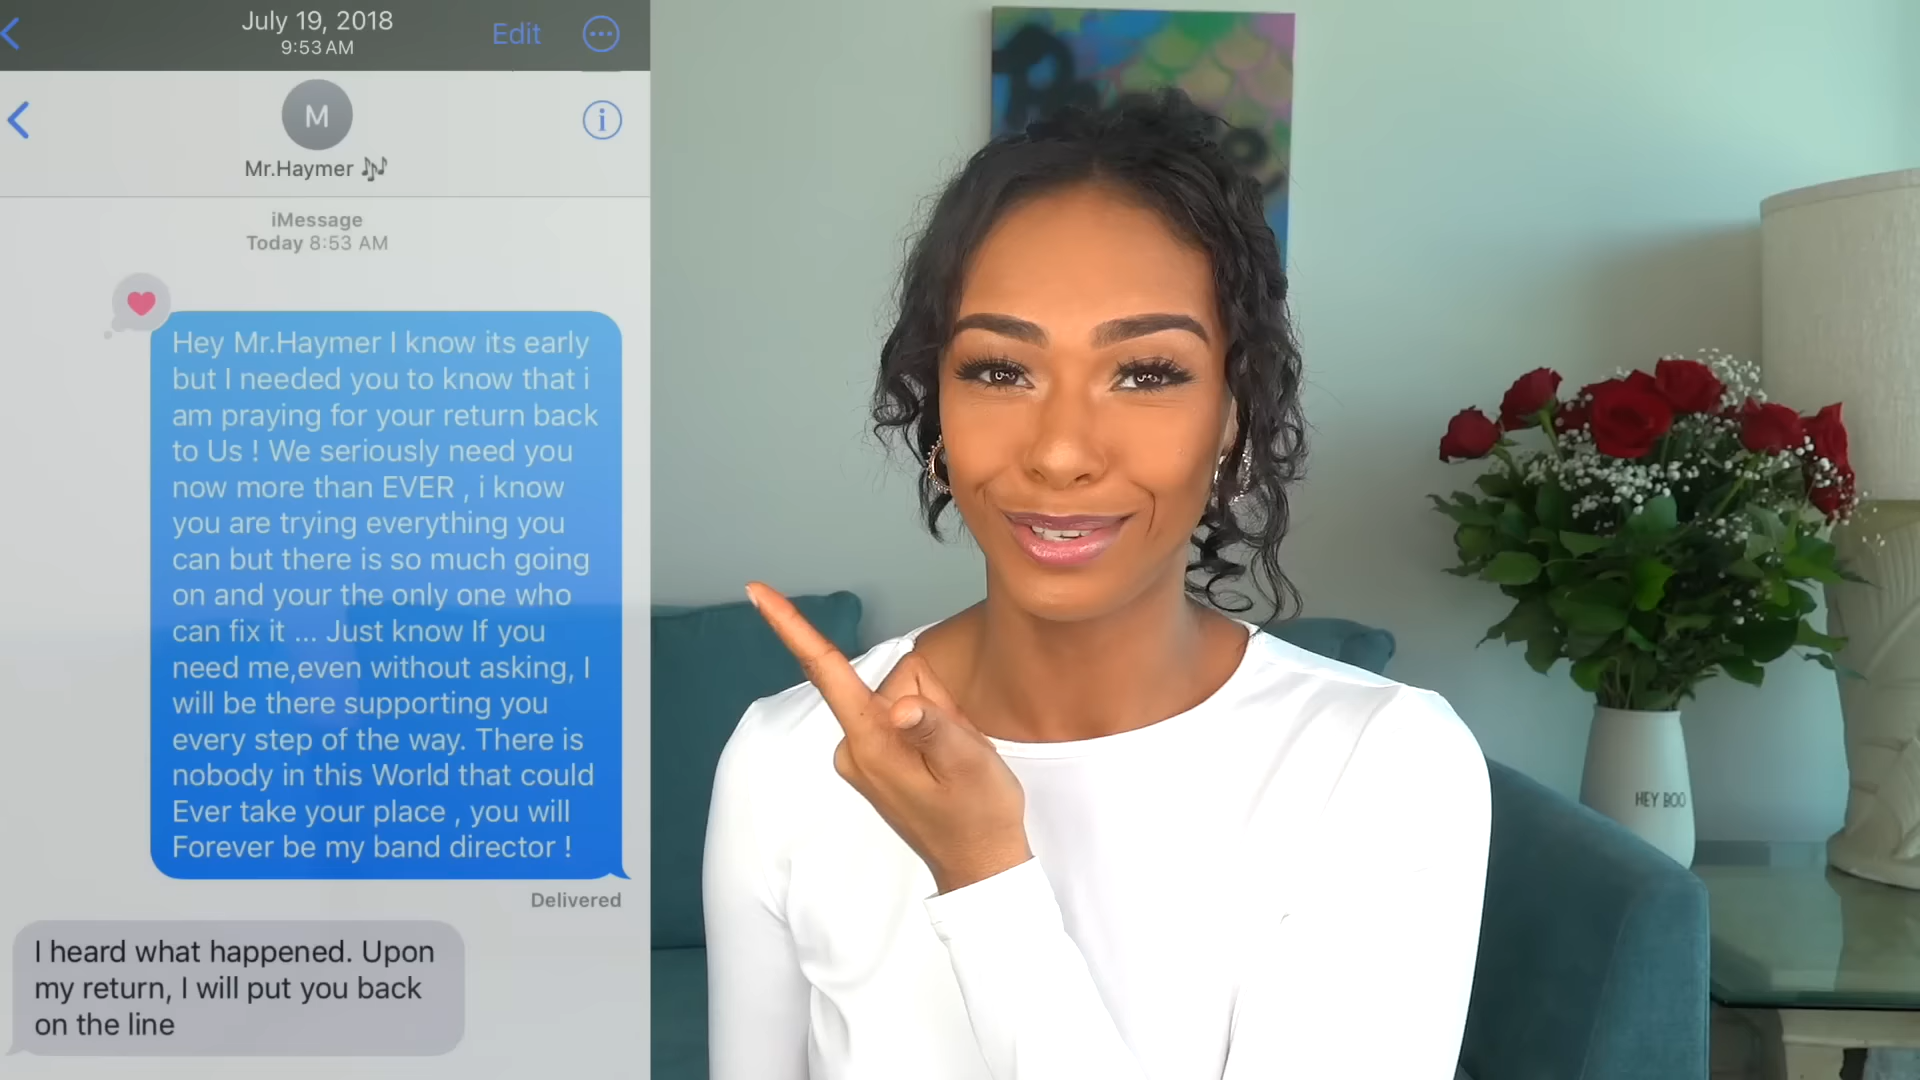 July 19, 2018
9:53 AM
Edit
M
Mr.Haymer 🎶
iMessage
Today 8:53 AM
Hey Mr.Haymer I know its early
but I needed you to know that i
am praying for your return back
to Us ! We seriously need you
now more than EVER , i know
you are trying everything you
can but there is so much going
on and your the only one who
can fix it ... Just know If you
need me,even without asking, I
will be there supporting you
every step of the way. There is
nobody in this World that could
Ever take your place , you will
Forever be my band director !
Delivered
I heard what happened. Upon
my return, I will put you back
on the line
HEY BOO